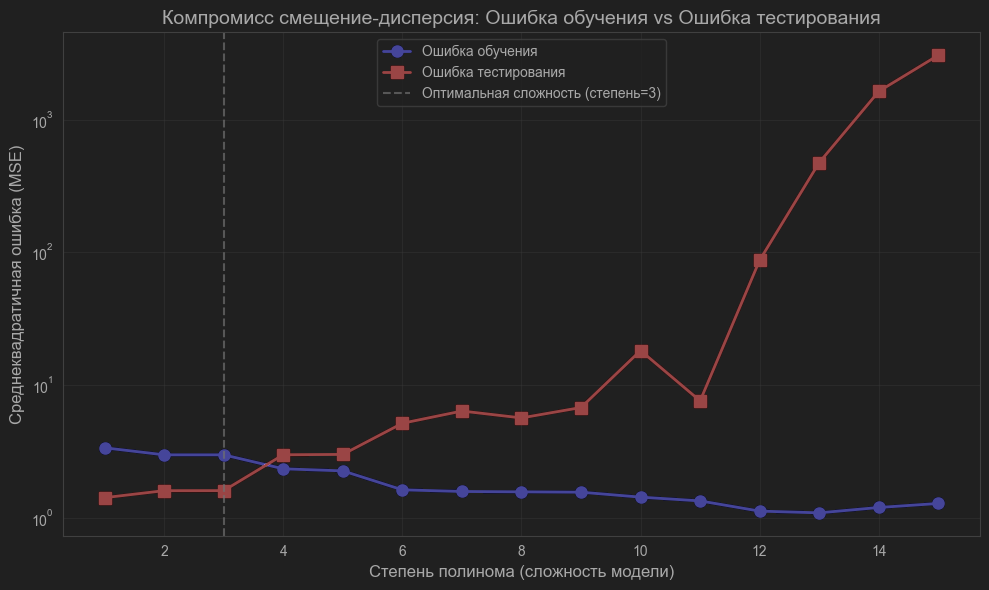 Компромисс смещение-дисперсия: Ошибка обучения vs Ошибка тестирования
Ошибка обучения
Ошибка тестирования
Оптимальная сложность (степень=3)
Среднеквадратичная ошибка (MSE)
10³
10²
10¹
10⁰
2 4 6 8 10 12 14
Степень полинома (сложность модели)